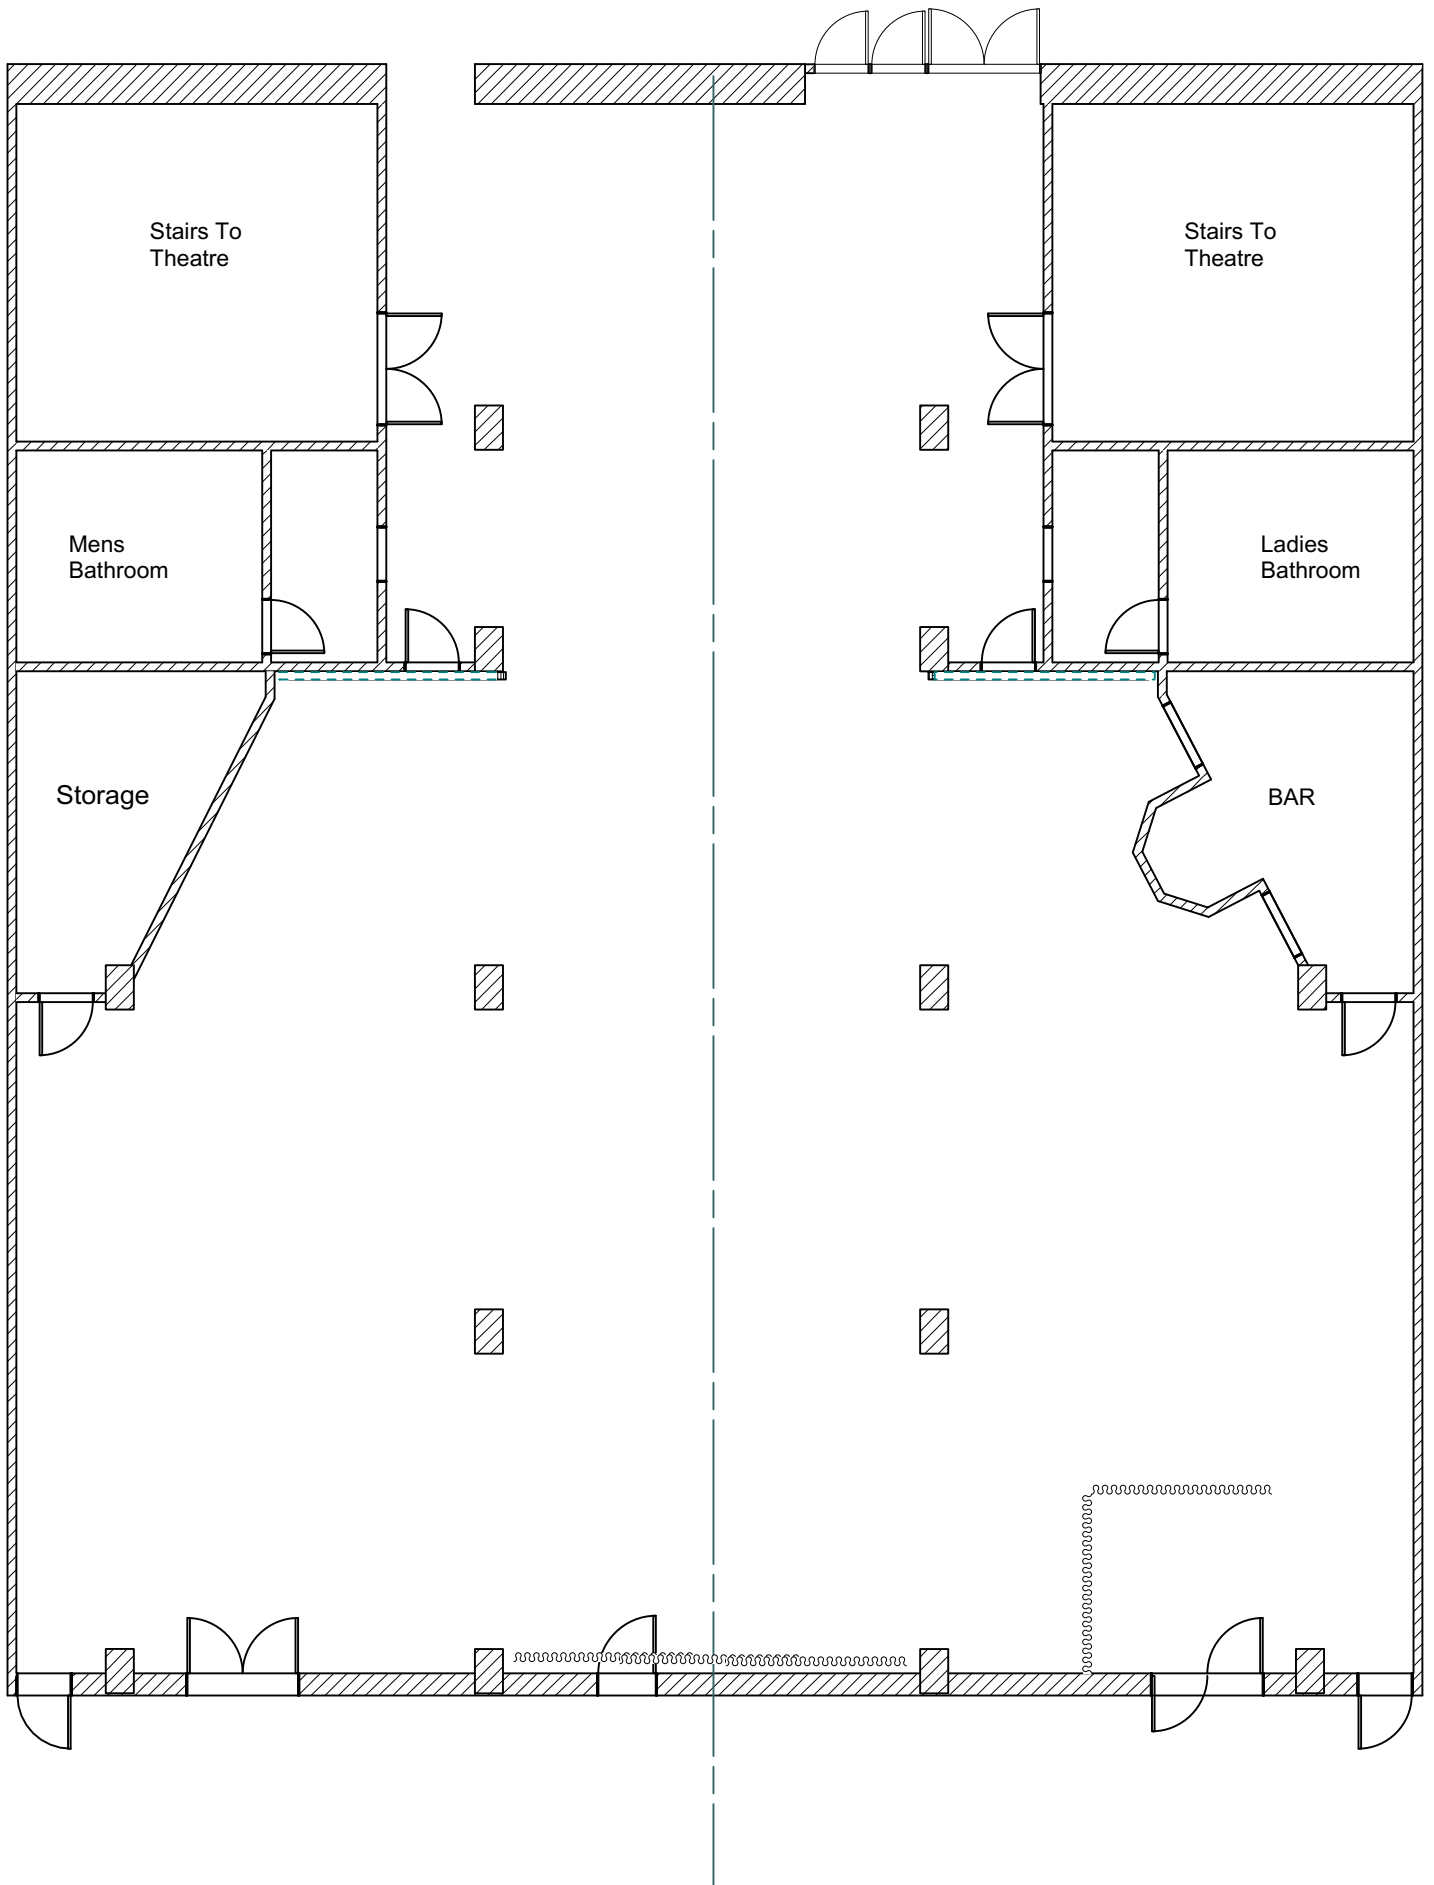 Stairs To
Theatre
Stairs To
Theatre
Mens
Bathroom
Ladies
Bathroom
Storage
BAR